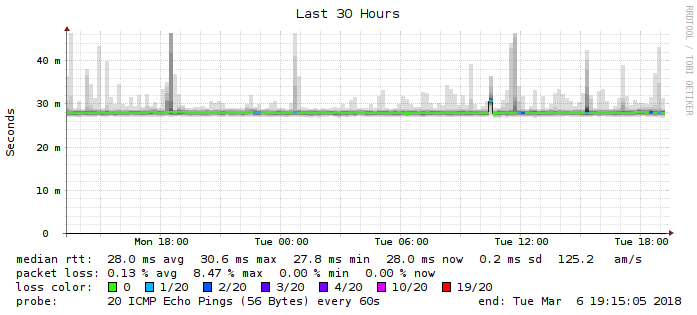 Last 30 Hours
RRDTOOL / TOBI OETIKER
Seconds
40 m
30 m
20 m
10 m
0
Mon 18:00 Tue 00:00 Tue 06:00 Tue 12:00 Tue 18:00
median rtt: 28.0 ms avg 30.6 ms max 27.8 ms min 28.0 ms now 0.2 ms sd 125.2 am/s
packet loss: 0.13 % avg 8.47 % max 0.00 % min 0.00 % now
loss color: 0 1/20 2/20 3/20 4/20 10/20 19/20
probe: 20 ICMP Echo Pings (56 Bytes) every 60s end: Tue Mar 6 19:15:05 2018